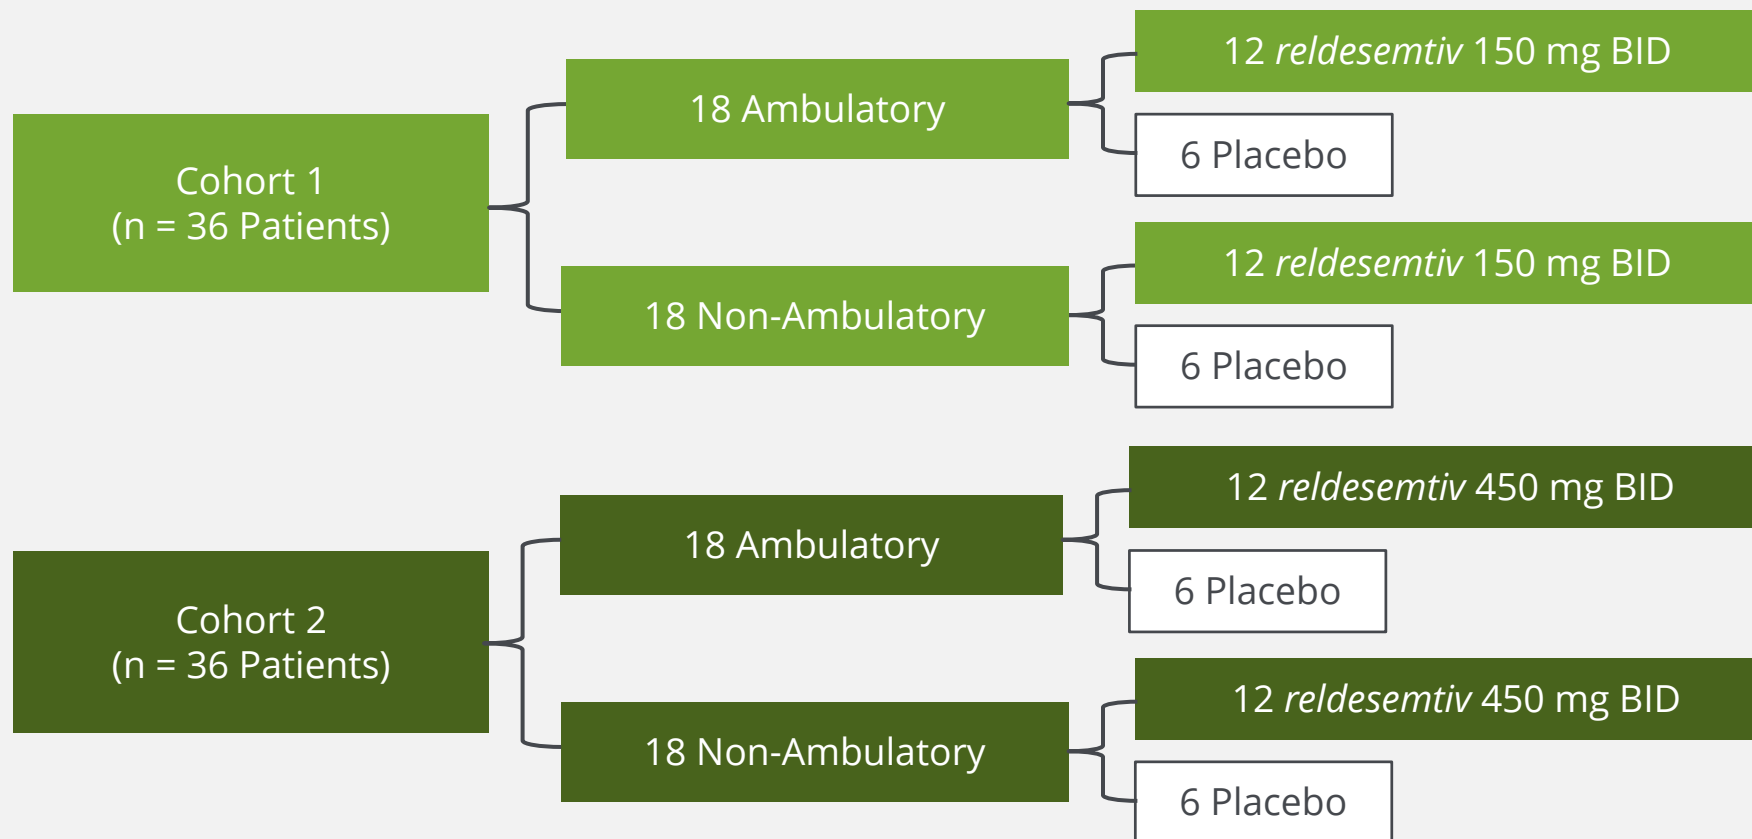 Cohort 1
(n = 36 Patients)
18 Ambulatory
12 reldesemtiv 150 mg BID
6 Placebo
18 Non-Ambulatory
12 reldesemtiv 150 mg BID
6 Placebo
Cohort 2
(n = 36 Patients)
18 Ambulatory
12 reldesemtiv 450 mg BID
6 Placebo
18 Non-Ambulatory
12 reldesemtiv 450 mg BID
6 Placebo